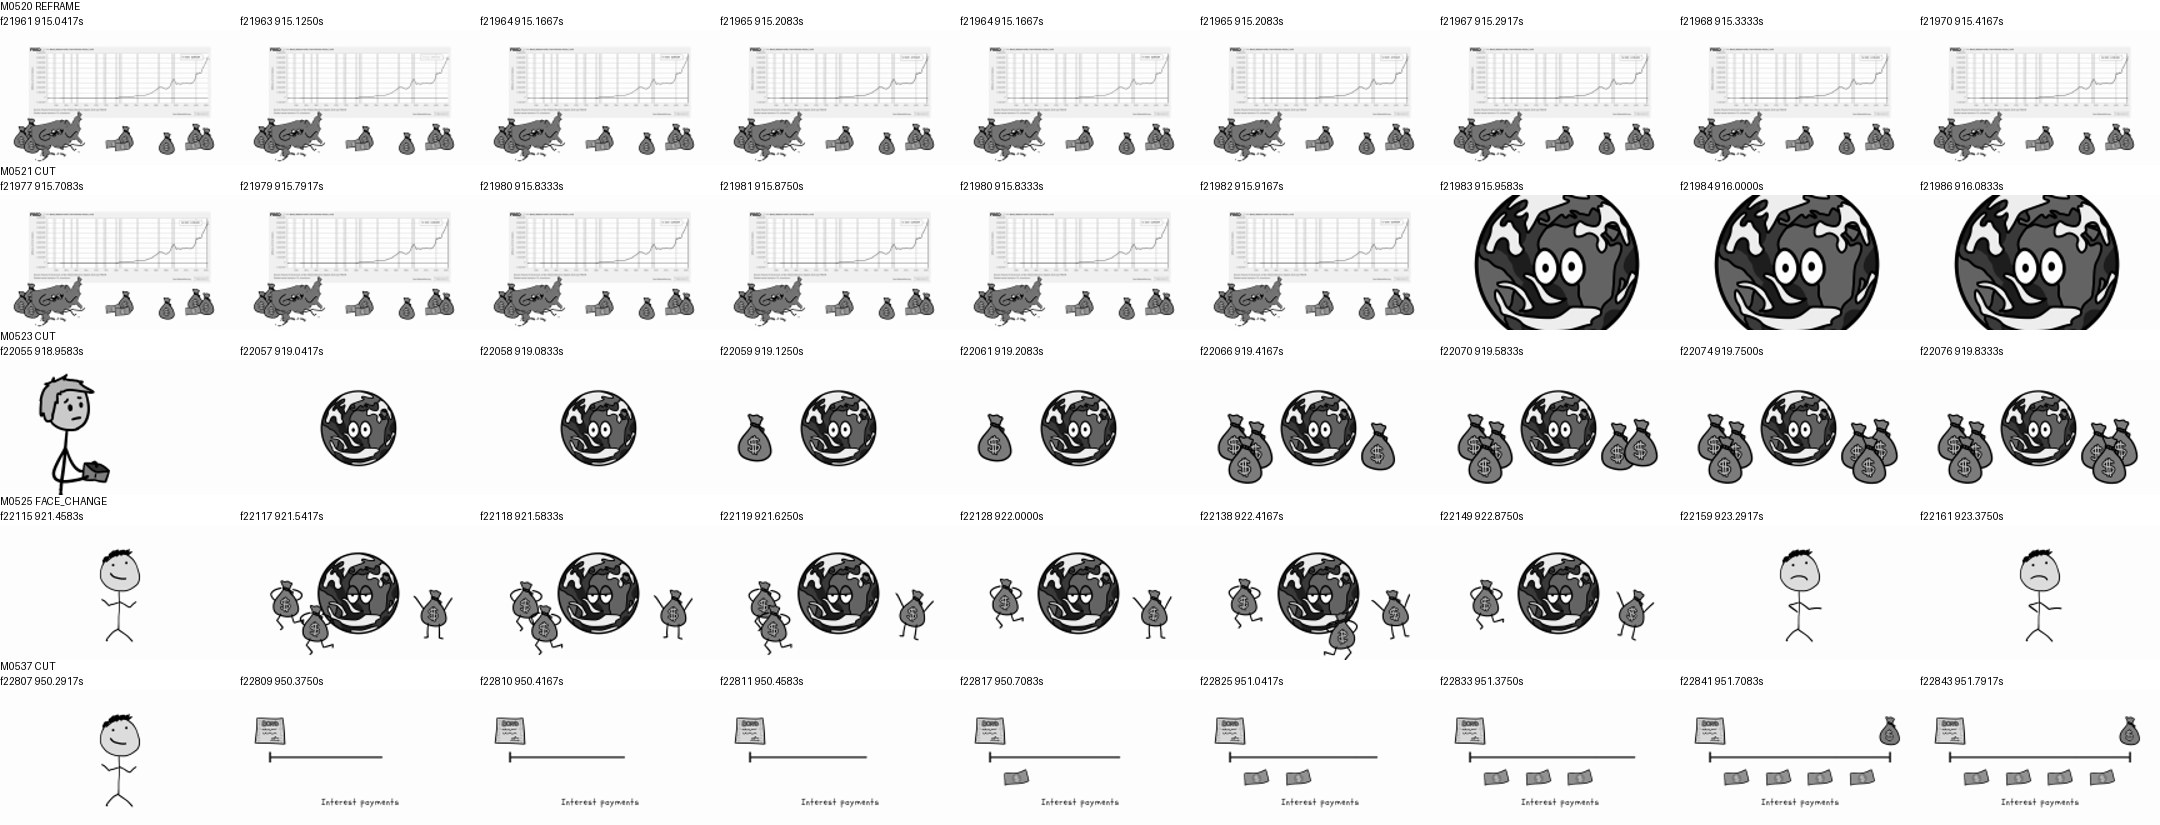 M0520 REFRAME
f21961 915.0417s f21963 915.1250s f21964 915.1667s f21965 915.2083s f21964 915.1667s f21965 915.2083s f21967 915.2917s f21968 915.3333s f21970 915.4167s
M0521 CUT
f21977 915.7083s f21979 915.7917s f21980 915.8333s f21981 915.8750s f21980 915.8333s f21982 915.9167s f21983 915.9583s f21984 916.0000s f21986 916.0833s
M0523 CUT
f22055 918.9583s f22057 919.0417s f22058 919.0833s f22059 919.1250s f22061 919.2083s f22066 919.4167s f22070 919.5833s f22074 919.7500s f22076 919.8333s
M0525 FACE_CHANGE
f22115 921.4583s f22117 921.5417s f22118 921.5833s f22119 921.6250s f22128 922.0000s f22138 922.4167s f22149 922.8750s f22159 923.2917s f22161 923.3750s
M0537 CUT
f22807 950.2917s f22809 950.3750s f22810 950.4167s f22811 950.4583s f22817 950.7083s f22825 951.0417s f22833 951.3750s f22841 951.7083s f22843 951.7917s
Interest payments Interest payments Interest payments Interest payments Interest payments Interest payments Interest payments Interest payments